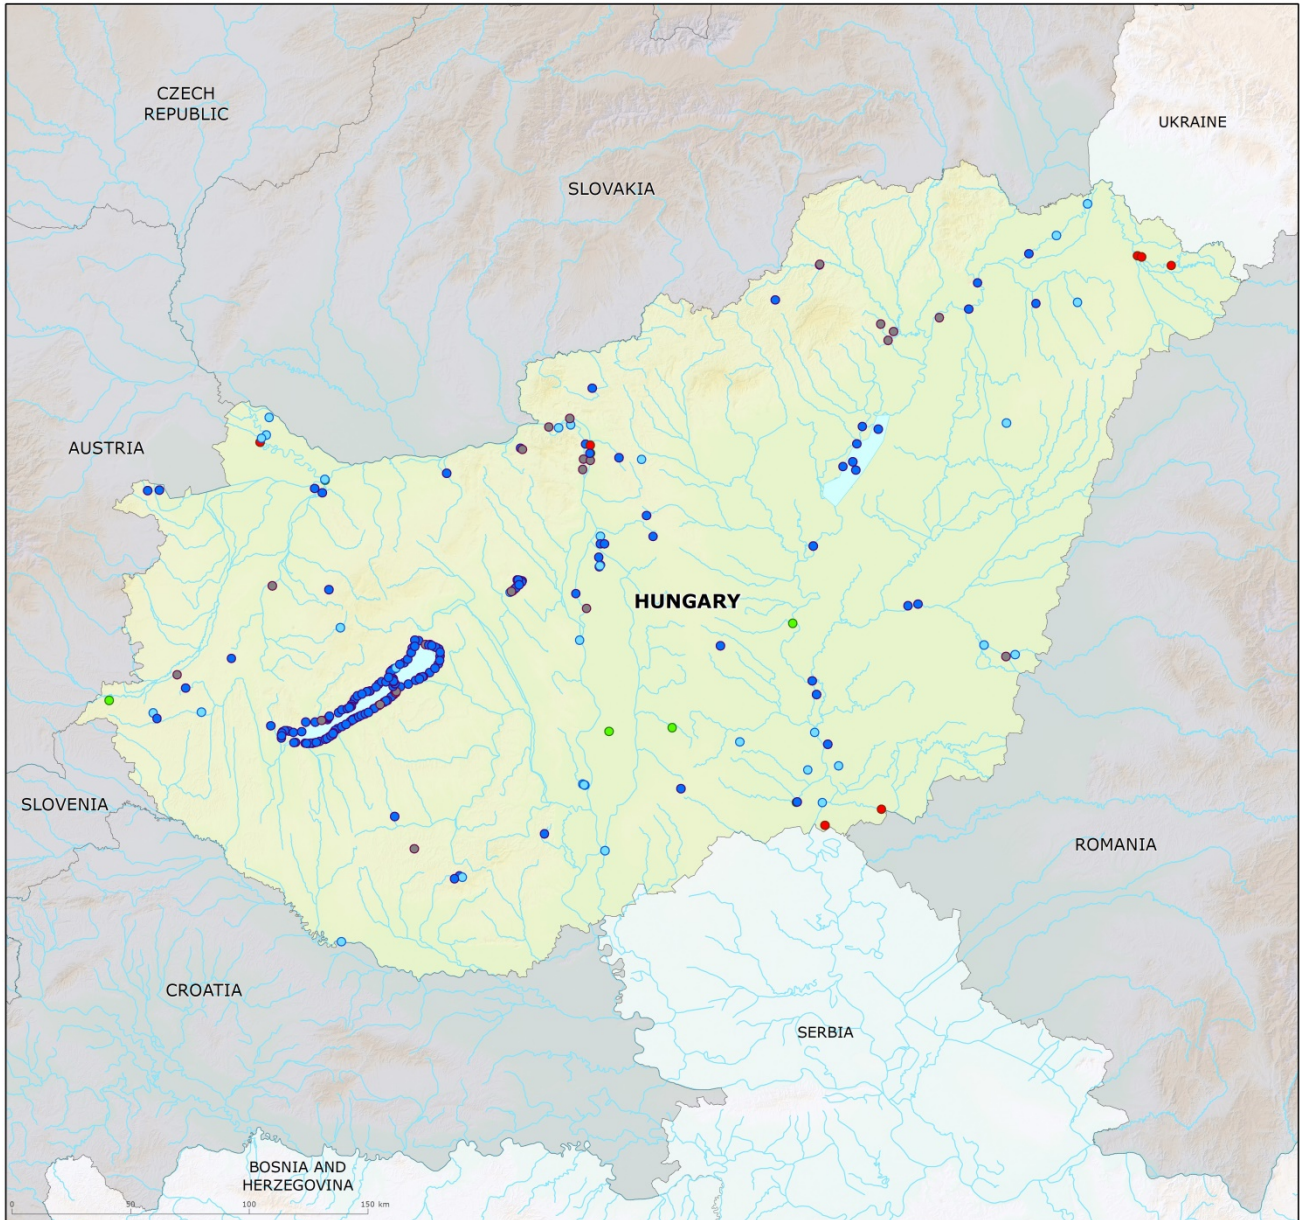 CZECH
REPUBLIC
UKRAINE
SLOVAKIA
AUSTRIA
HUNGARY
SLOVENIA
ROMANIA
CROATIA
SERBIA
BOSNIA AND
HERZEGOVINA
0 50 100 150 km